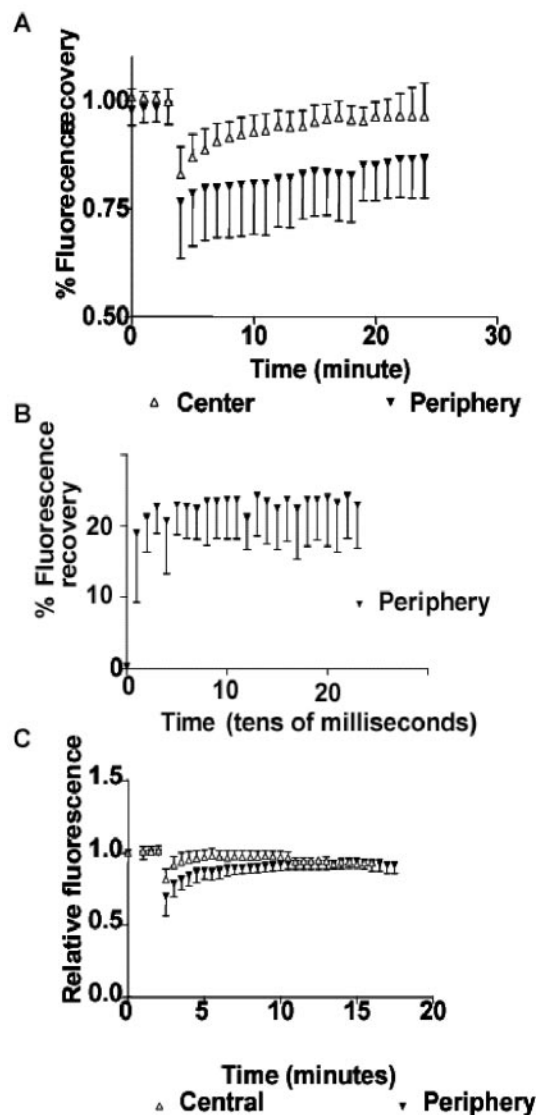 A
% Fluorecence recovery
1.00
0.75
0.50
0
10
20
30
Time (minute)
Center
Periphery
B
% Fluorescence
recovery
20
10
0
Periphery
0
10
20
Time (tens of milliseconds)
C
Relative fluorescence
1.5
1.0
0.5
0.0
0
5
10
15
20
Time (minutes)
Central
Periphery